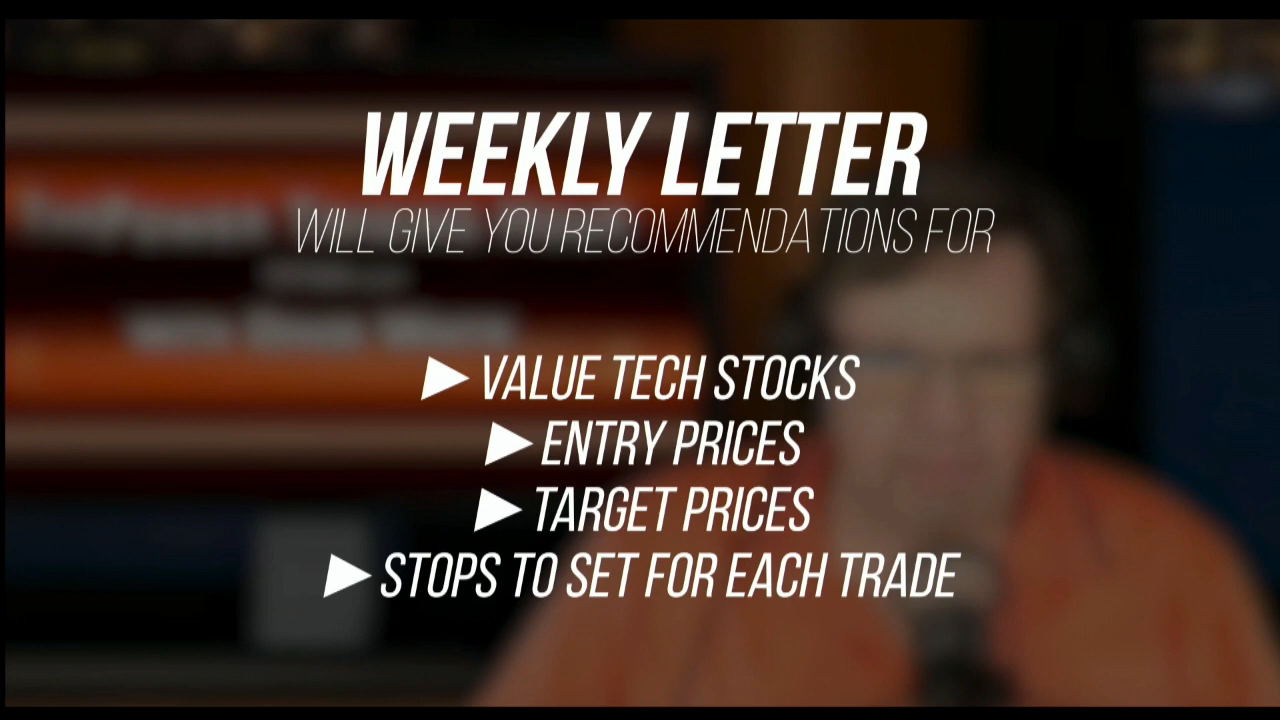 WEEKLY LETTER
WILL GIVE YOU RECOMMENDATIONS FOR
► VALUE TECH STOCKS
► ENTRY PRICES
► TARGET PRICES
► STOPS TO SET FOR EACH TRADE